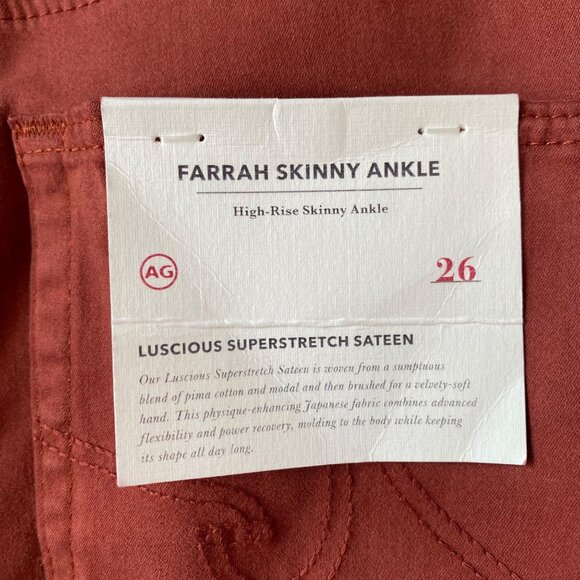 FARRAH SKINNY ANKLE
High-Rise Skinny Ankle
AG
26
LUSCIOUS SUPERSTRETCH SATEEN
Our Luscious Superstretch Sateen is woven from a sumptuous
blend of pima cotton and modal and then brushed for a velvety-soft
hand. This physique-enhancing Japanese fabric combines advanced
flexibility and power recovery, molding to the body while keeping
its shape all day long.